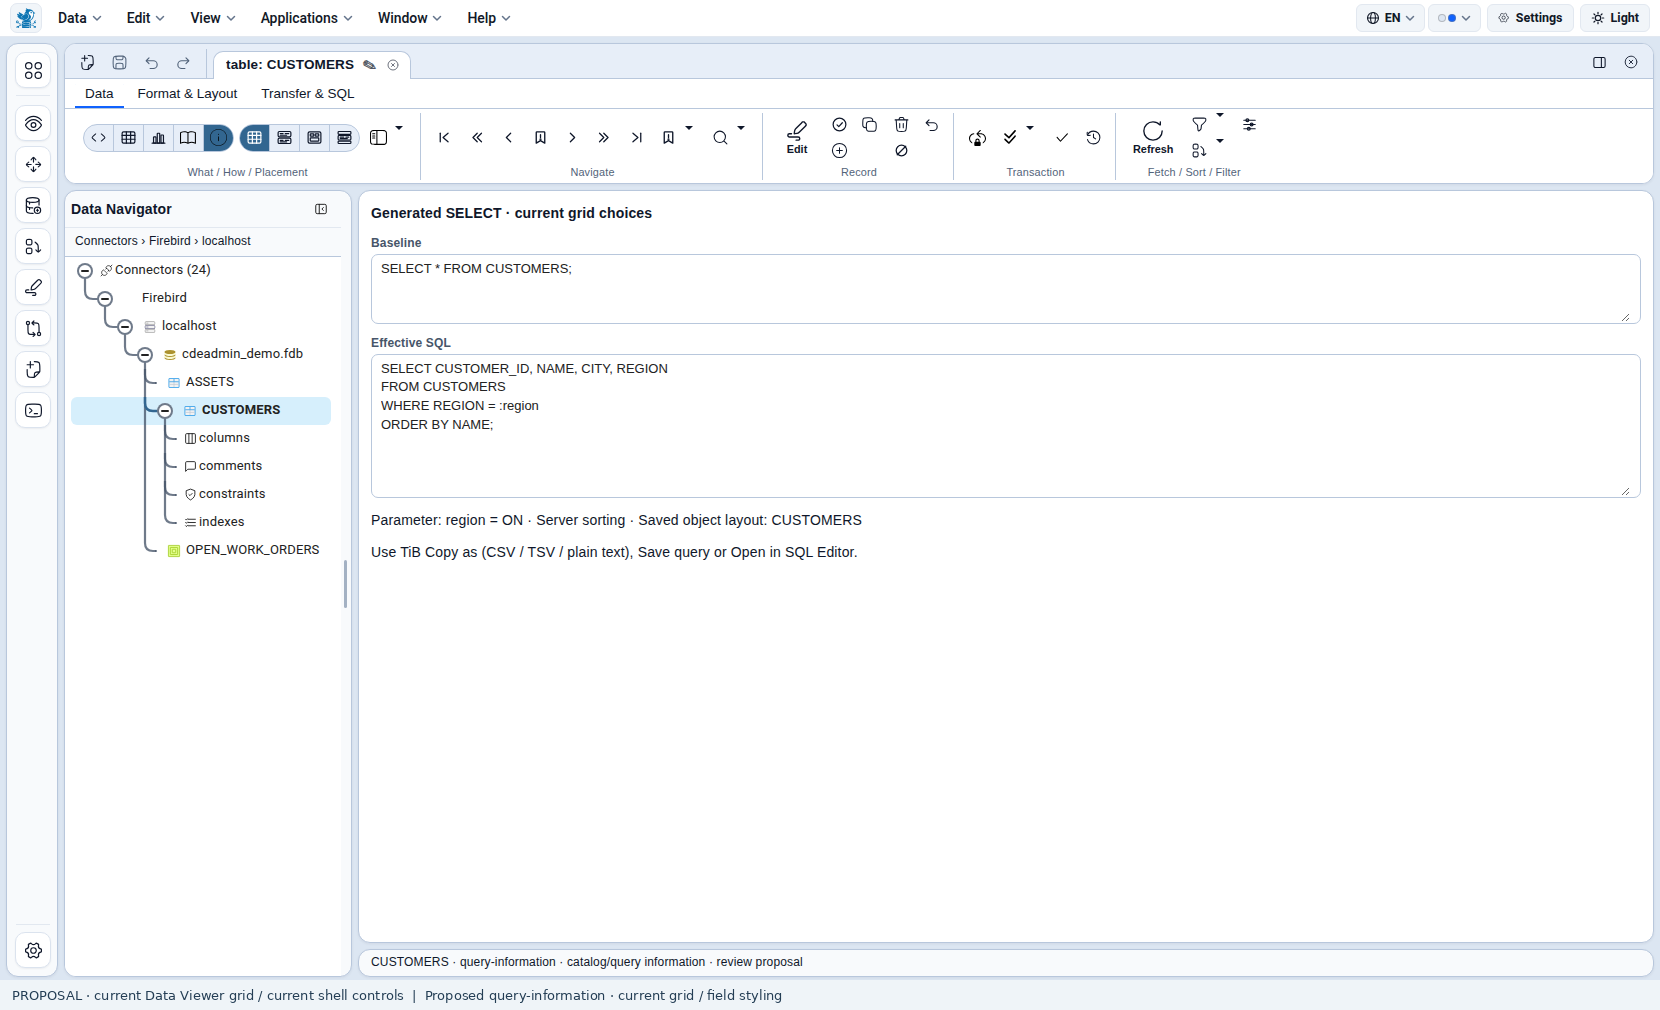 Data Edit View Applications Window Help EN Settings Light
table: CUSTOMERS
Data Format & Layout Transfer & SQL
Edit Refresh
What / How / Placement Navigate Record Transaction Fetch / Sort / Filter
Data Navigator
Connectors › Firebird › localhost
Connectors (24)
Firebird
localhost
cdeadmin_demo.fdb
ASSETS
CUSTOMERS
columns
comments
constraints
indexes
OPEN_WORK_ORDERS
Generated SELECT · current grid choices
Baseline
SELECT * FROM CUSTOMERS;
Effective SQL
SELECT CUSTOMER_ID, NAME, CITY, REGION
FROM CUSTOMERS
WHERE REGION = :region
ORDER BY NAME;
Parameter: region = ON · Server sorting · Saved object layout: CUSTOMERS
Use TiB Copy as (CSV / TSV / plain text), Save query or Open in SQL Editor.
CUSTOMERS · query-information · catalog/query information · review proposal
PROPOSAL · current Data Viewer grid / current shell controls | Proposed query-information · current grid / field styling